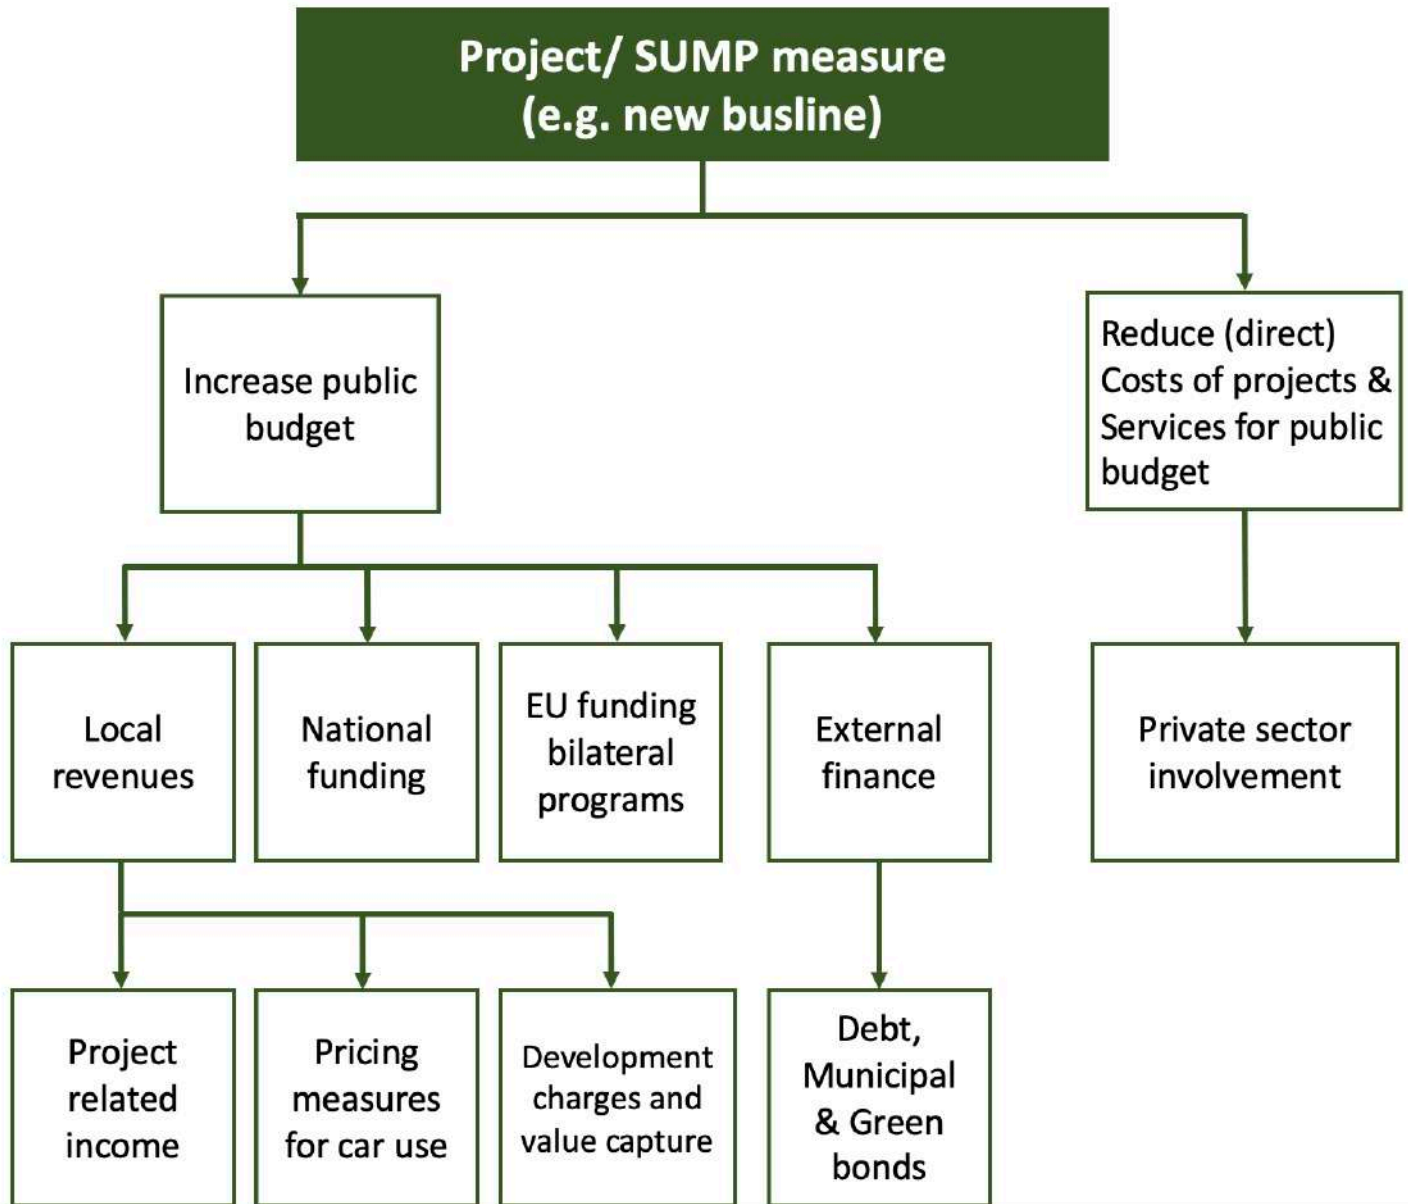 Project/ SUMP measure
(e.g. new busline)
Increase public
budget
Reduce (direct)
Costs of projects &
Services for public
budget
Local
revenues
National
funding
EU funding
bilateral
programs
External
finance
Private sector
involvement
Project
related
income
Pricing
measures
for car use
Development
charges and
value capture
Debt,
Municipal
& Green
bonds